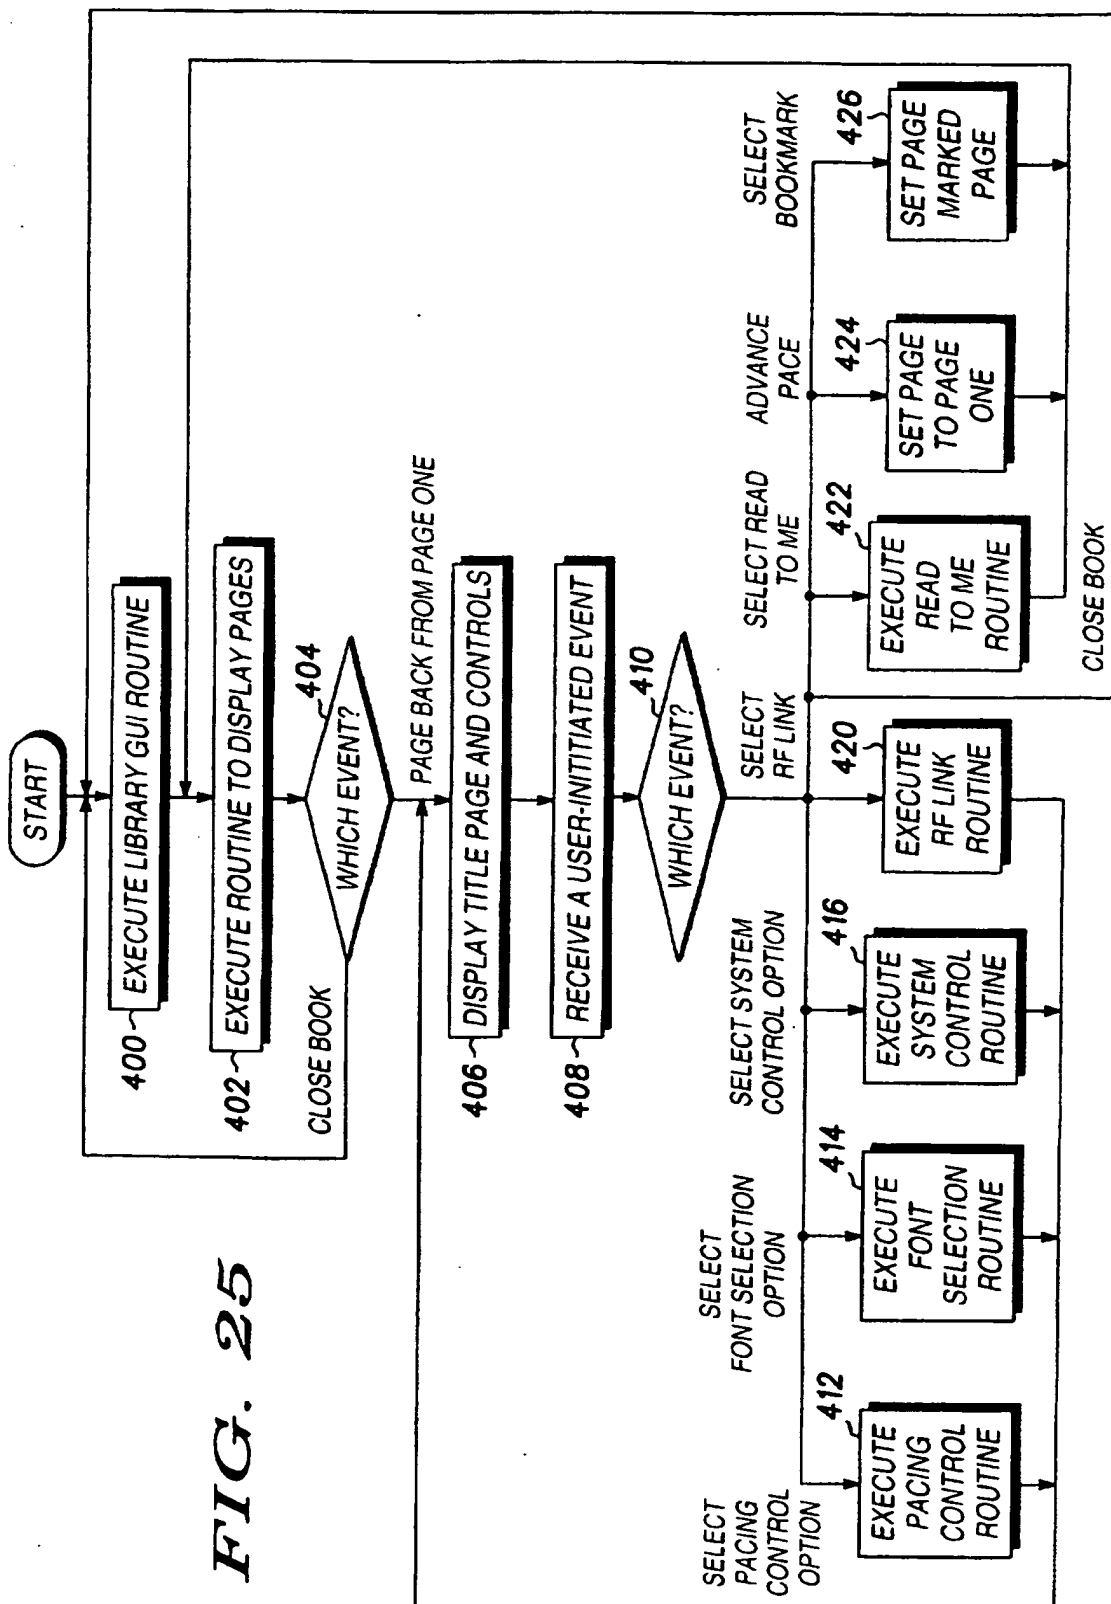 FIG. 25
START
EXECUTE LIBRARY GUI ROUTINE
400
EXECUTE ROUTINE TO DISPLAY PAGES
402
WHICH EVENT?
404
CLOSE BOOK
PAGE BACK FROM PAGE ONE
DISPLAY TITLE PAGE AND CONTROLS
406
RECEIVE A USER-INITIATED EVENT
408
WHICH EVENT?
410
SELECT
PACING
CONTROL
OPTION
412
EXECUTE
PACING
CONTROL
ROUTINE
SELECT
FONT SELECTION
OPTION
414
EXECUTE
FONT
SELECTION
ROUTINE
SELECT SYSTEM
CONTROL OPTION
416
EXECUTE
SYSTEM
CONTROL
ROUTINE
SELECT
RF LINK
420
EXECUTE
RF LINK
ROUTINE
SELECT READ
TO ME
422
EXECUTE
READ
TO ME
ROUTINE
ADVANCE
PACE
424
SET PAGE
TO PAGE
ONE
SELECT
BOOKMARK
426
SET PAGE
MARKED
PAGE
CLOSE BOOK